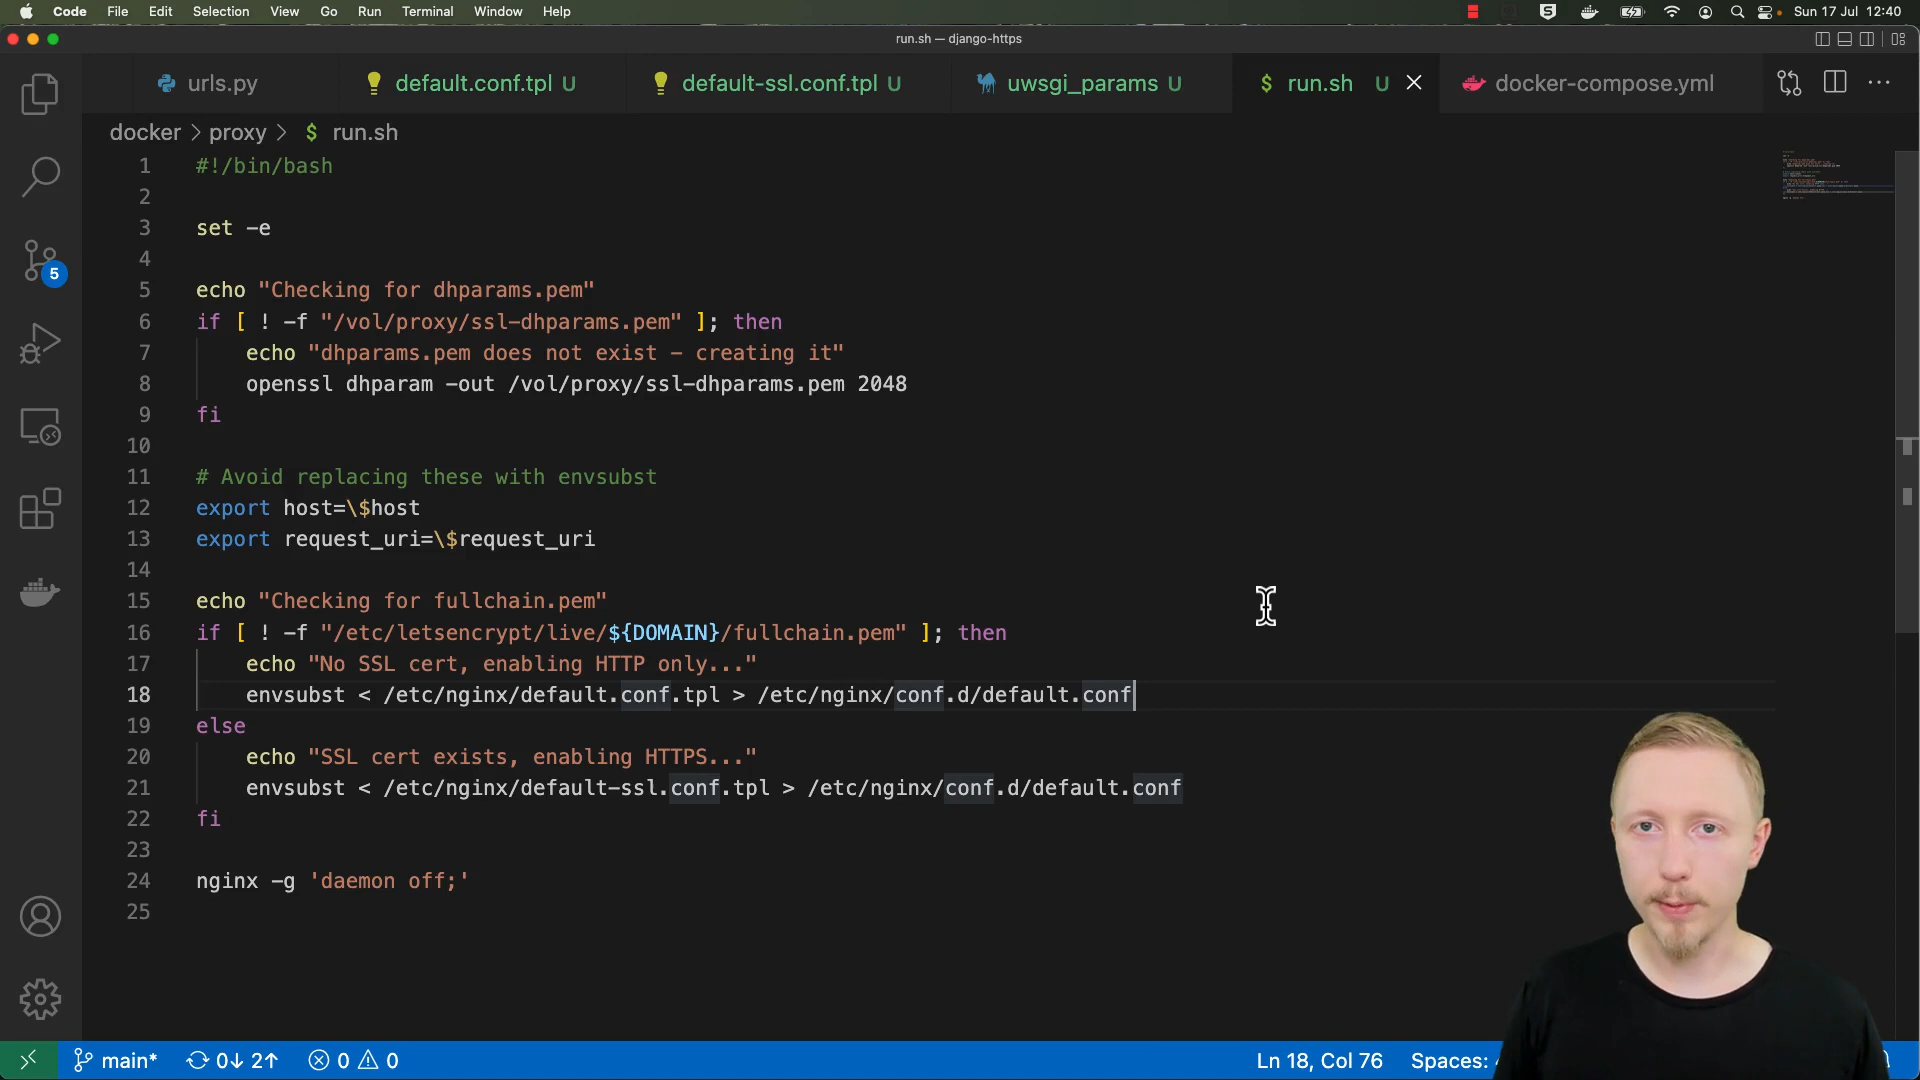 Code File Edit Selection View Go Run Terminal Window Help Sun 17 Jul 12:40
run.sh — django-https
urls.py default.conf.tpl U default-ssl.conf.tpl U uwsgi_params U $ run.sh U docker-compose.yml
docker > proxy > $ run.sh
1 #!/bin/bash
2
3 set -e
4
5 echo "Checking for dhparams.pem"
6 if [ ! -f "/vol/proxy/ssl-dhparams.pem" ]; then
7 echo "dhparams.pem does not exist - creating it"
8 openssl dhparam -out /vol/proxy/ssl-dhparams.pem 2048
9 fi
10
11 # Avoid replacing these with envsubst
12 export host=\$host
13 export request_uri=\$request_uri
14
15 echo "Checking for fullchain.pem"
16 if [ ! -f "/etc/letsencrypt/live/${DOMAIN}/fullchain.pem" ]; then
17 echo "No SSL cert, enabling HTTP only..."
18 envsubst < /etc/nginx/default.conf.tpl > /etc/nginx/conf.d/default.conf
19 else
20 echo "SSL cert exists, enabling HTTPS..."
21 envsubst < /etc/nginx/default-ssl.conf.tpl > /etc/nginx/conf.d/default.conf
22 fi
23
24 nginx -g 'daemon off;'
25
5
main* 0↓ 2↑ 0 0 Ln 18, Col 76 Spaces: